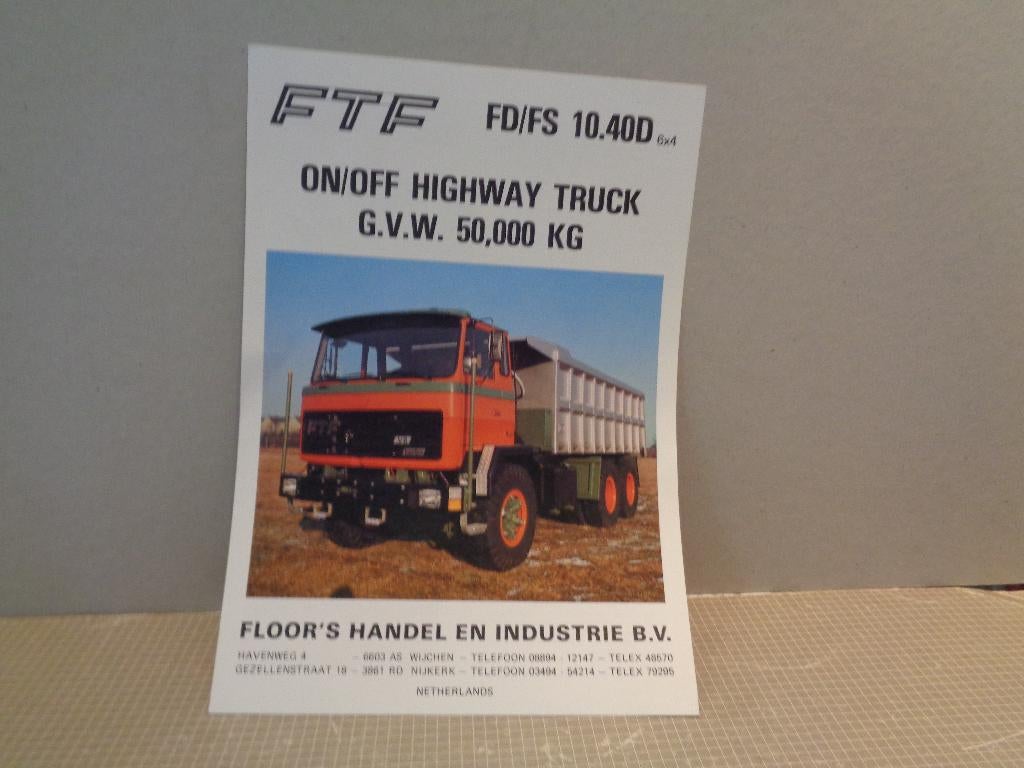 FTF FD/FS 10.40D 6x4
ON/OFF HIGHWAY TRUCK
G.V.W. 50,000 KG
FTF
FLOOR'S HANDEL EN INDUSTRIE B.V.
HAVENWEG 4 – 6603 AS WIJCHEN – TELEFOON 08894 - 12147 – TELEX 48570
GEZELLENSTRAAT 18 – 3861 RD NIJKERK – TELEFOON 03494 - 54214 – TELEX 79295
NETHERLANDS